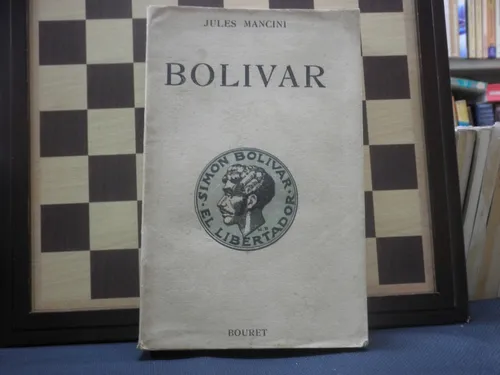 JULES MANCINI
BOLIVAR
SIMON BOLIVAR
EL LIBERTADOR
BOURET